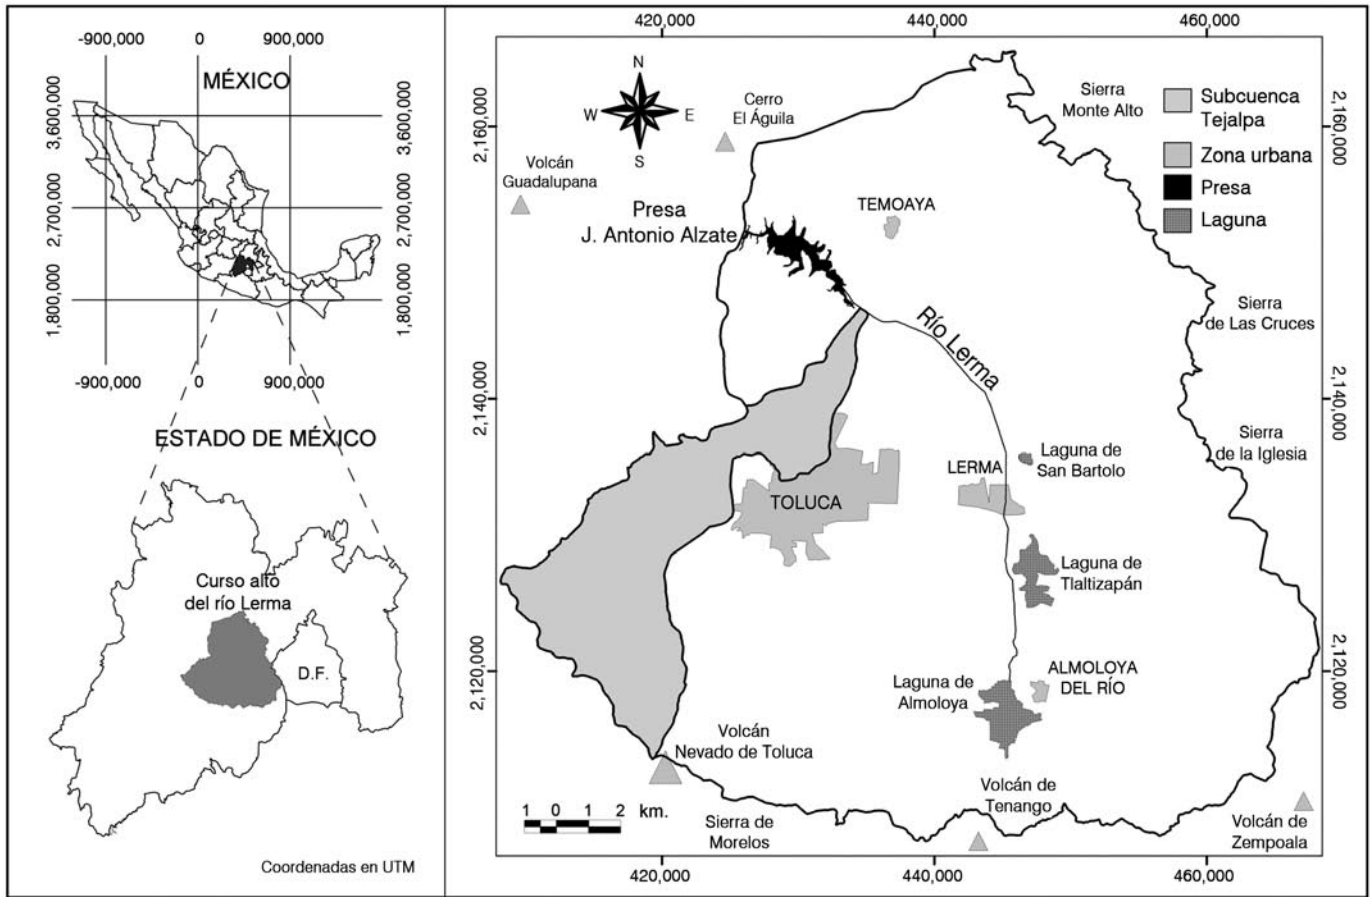 -900,000 0 900,000
MÉXICO
3,600,000
2,700,000
1,800,000
3,600,000
2,700,000
1,800,000
-900,000 0 900,000
ESTADO DE MÉXICO
Curso alto
del río Lerma
D.F.
Coordenadas en UTM
420,000 440,000 460,000
2,160,000
2,140,000
2,120,000
N
W E
S
Cerro
El Águila
Volcán
Guadalupana
Sierra
Monte Alto
Subcuenca
Tejalpa
Zona urbana
Presa
Laguna
Presa
J. Antonio Alzate
TEMOAYA
Río Lerma
Sierra
de Las Cruces
Sierra
de la Iglesia
Laguna de
San Bartolo
LERMA
TOLUCA
Laguna de
Tlaltizapán
Laguna de
Almoloya
ALMOLOYA
DEL RÍO
Volcán
Nevado de Toluca
Volcán de
Tenango
Volcán de
Zempoala
Sierra de
Morelos
1 0 1 2 km.
2,160,000
2,140,000
2,120,000
420,000 440,000 460,000